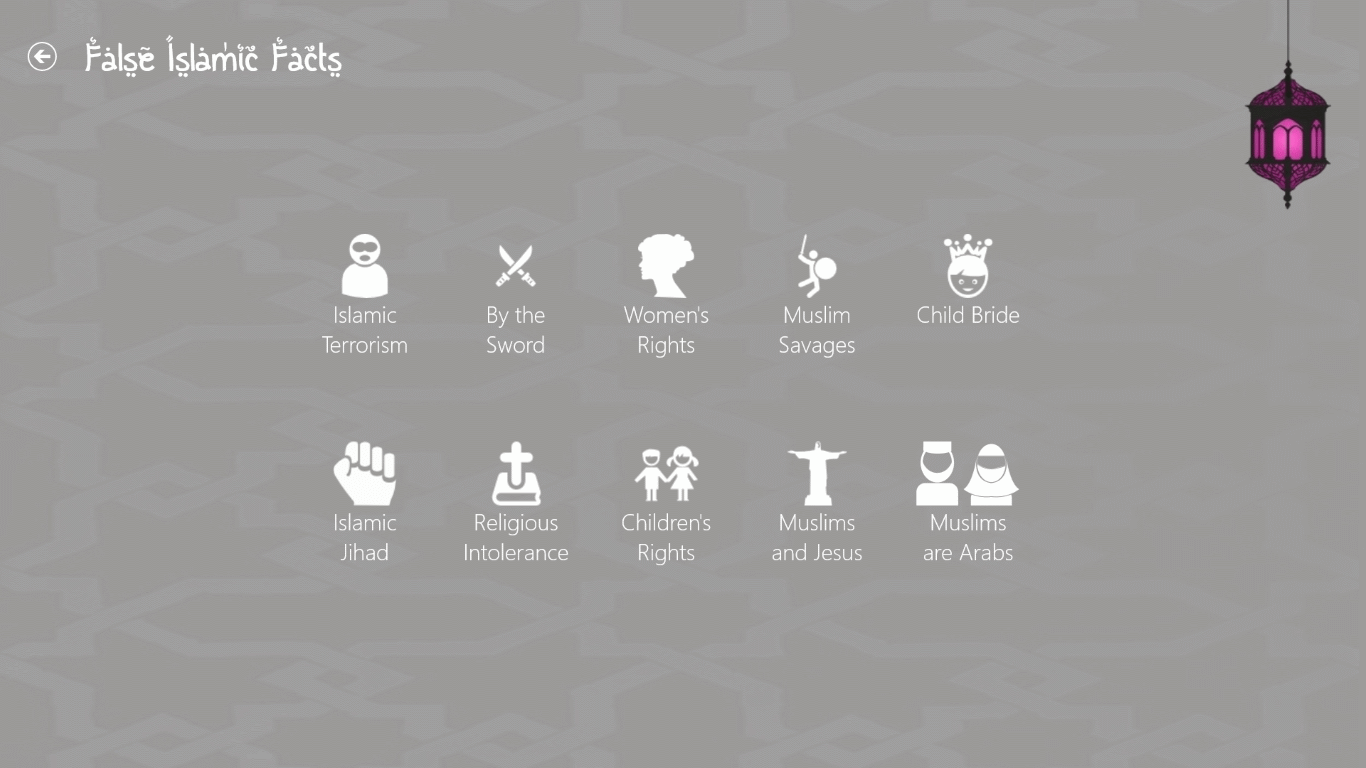 False Islamic Facts
Islamic
Terrorism
By the
Sword
Women's
Rights
Muslim
Savages
Child Bride
Islamic
Jihad
Religious
Intolerance
Children's
Rights
Muslims
and Jesus
Muslims
are Arabs